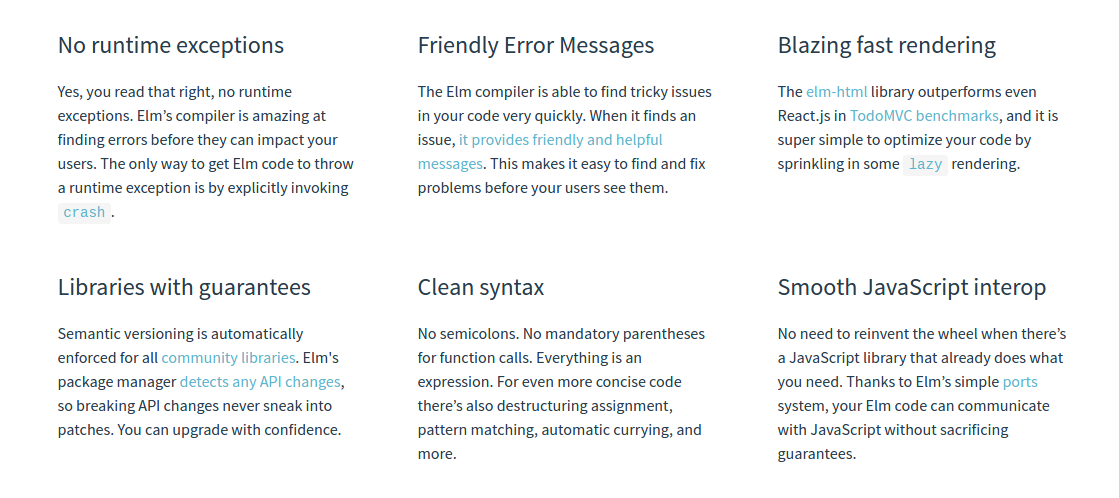 No runtime exceptions
Yes, you read that right, no runtime
exceptions. Elm’s compiler is amazing at
finding errors before they can impact your
users. The only way to get Elm code to throw
a runtime exception is by explicitly invoking
crash.
Friendly Error Messages
The Elm compiler is able to find tricky issues
in your code very quickly. When it finds an
issue, it provides friendly and helpful
messages. This makes it easy to find and fix
problems before your users see them.
Blazing fast rendering
The elm-html library outperforms even
React.js in TodoMVC benchmarks, and it is
super simple to optimize your code by
sprinkling in some lazy rendering.
Libraries with guarantees
Semantic versioning is automatically
enforced for all community libraries. Elm's
package manager detects any API changes,
so breaking API changes never sneak into
patches. You can upgrade with confidence.
Clean syntax
No semicolons. No mandatory parentheses
for function calls. Everything is an
expression. For even more concise code
there’s also destructuring assignment,
pattern matching, automatic currying, and
more.
Smooth JavaScript interop
No need to reinvent the wheel when there’s
a JavaScript library that already does what
you need. Thanks to Elm’s simple ports
system, your Elm code can communicate
with JavaScript without sacrificing
guarantees.